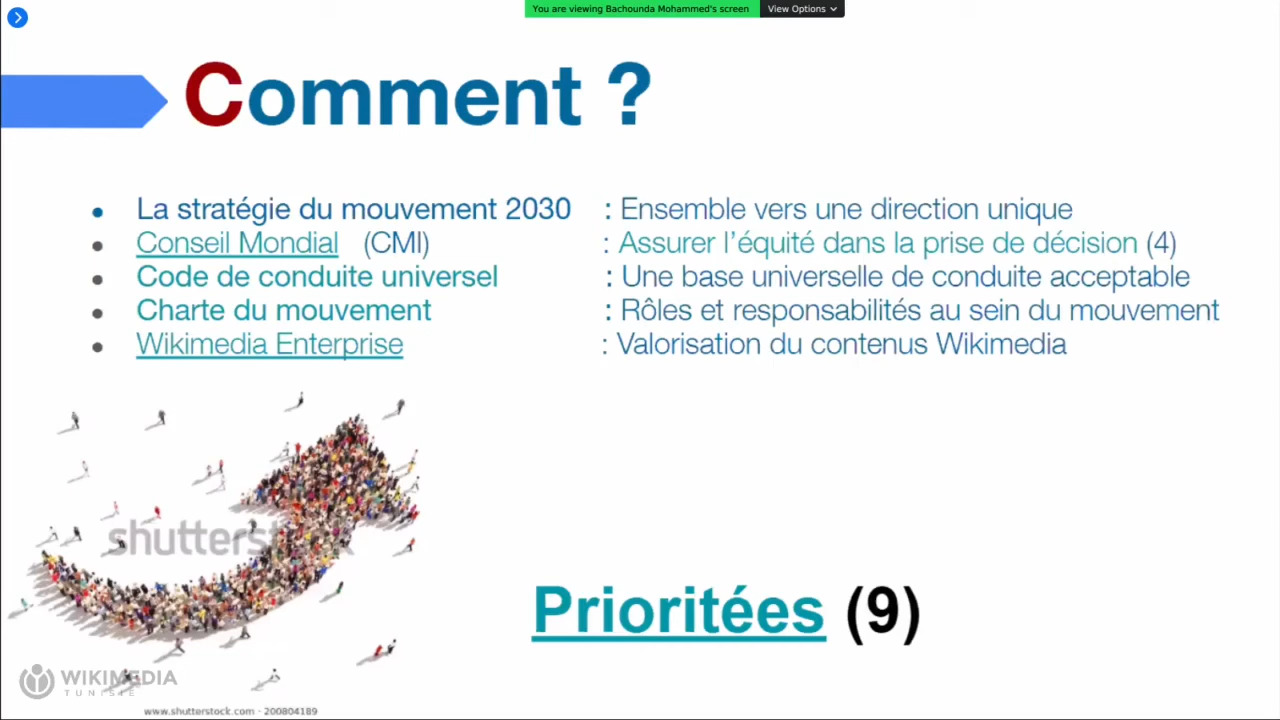 You are viewing Bachounda Mohammed's screen View Options
Comment ?
• La stratégie du mouvement 2030 : Ensemble vers une direction unique
• Conseil Mondial (CMI) : Assurer l'équité dans la prise de décision (4)
• Code de conduite universel : Une base universelle de conduite acceptable
• Charte du mouvement : Rôles et responsabilités au sein du mouvement
• Wikimedia Enterprise : Valorisation du contenus Wikimedia
shutterstock
Prioritées (9)
WIKIMEDIA
TUNISIE
www.shutterstock.com - 200804189